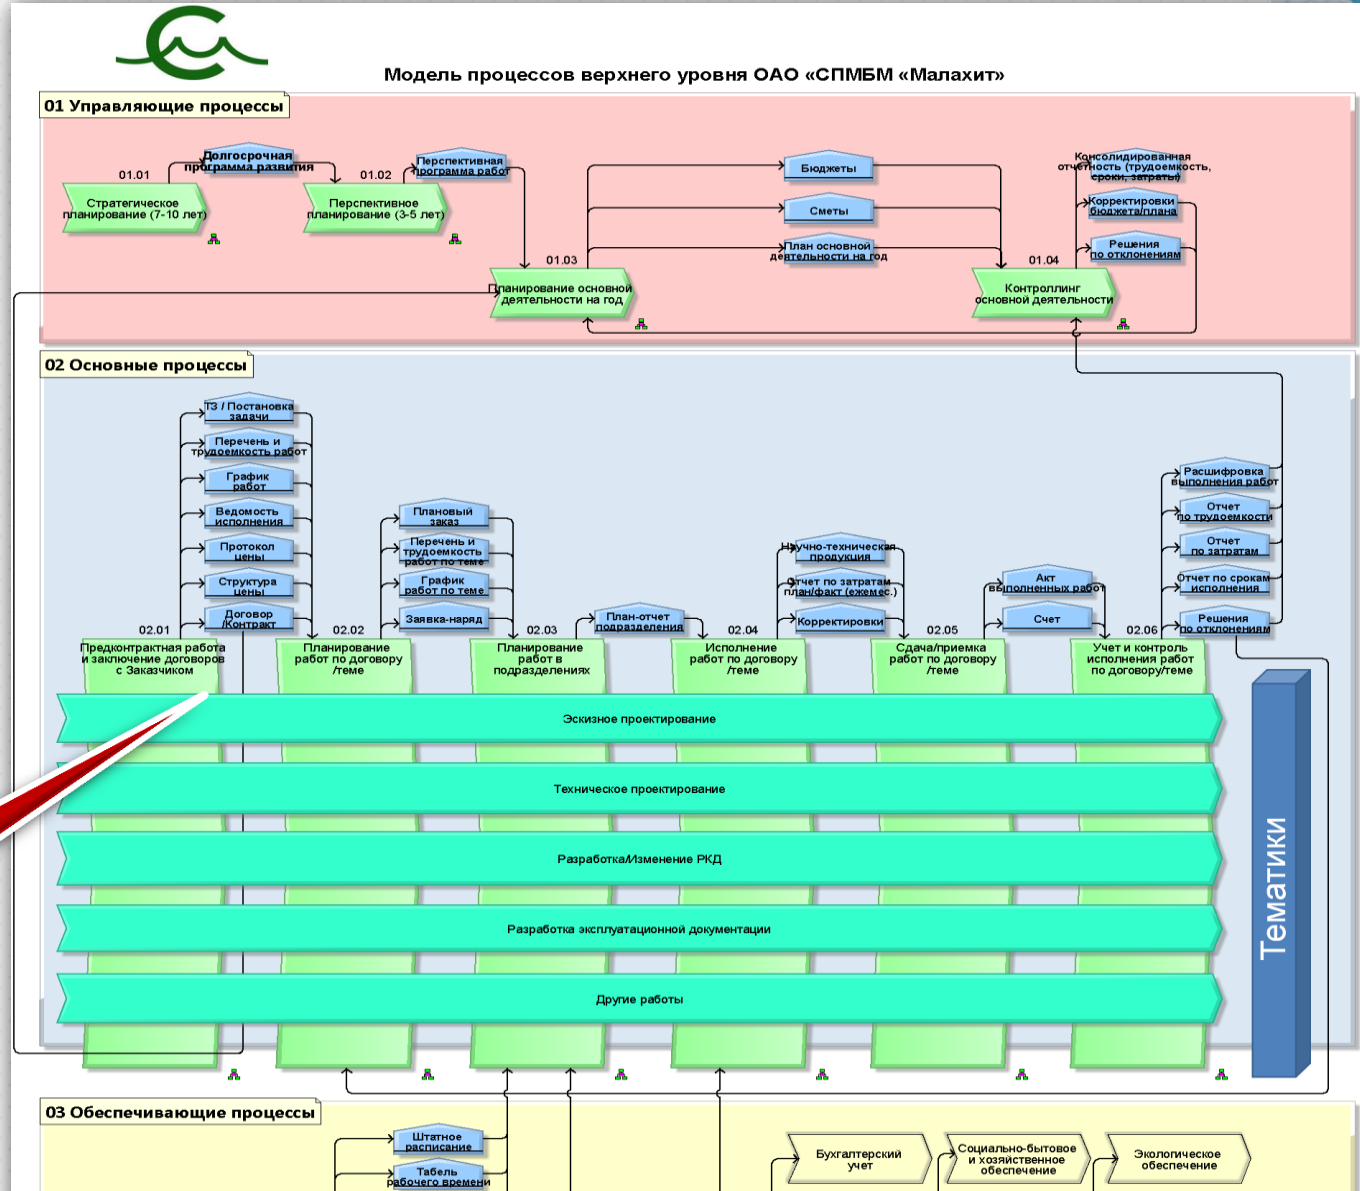 Модель процессов верхнего уровня ОАО «СПМБМ «Малахит»
01 Управляющие процессы
01.01
Стратегическое
планирование (7-10 лет)
Долгосрочная
программа развития
01.02
Перспективное
планирование (3-5 лет)
Перспективная
программа работ
01.03
Планирование основной
деятельности на год
Бюджеты
Сметы
План основной
деятельности на год
01.04
Контроллинг
основной деятельности
Консолидированная
отчетность (трудоемкость,
сроки, затраты)
Корректировки
бюджета/плана
Решения
по отклонениям
02 Основные процессы
ТЗ / Постановка
задачи
Перечень и
трудоемкость работ
График
работ
Ведомость
исполнения
Протокол
цены
Структура
цены
Договор
/Контракт
02.01
Предконтрактная работа
и заключение договоров
с Заказчиком
Плановый
заказ
Перечень и
трудоемкость
работ по теме
График
работ по теме
Заявка-наряд
02.02
Планирование
работ по договору
/теме
План-отчет
подразделения
02.03
Планирование
работ в
подразделениях
Научно-техническая
продукция
Отчет по затратам
план/факт (ежемес.)
Корректировки
02.04
Исполнение
работ по договору
/теме
Акт
выполненных работ
Счет
02.05
Сдача/приемка
работ по договору
/теме
Расшифровка
выполнения работ
Отчет
по трудоемкости
Отчет
по затратам
Отчет по срокам
исполнения
Решения
по отклонениям
02.06
Учет и контроль
исполнения работ
по договору/теме
Эскизное проектирование
Техническое проектирование
Разработка/Изменение РКД
Разработка эксплуатационной документации
Другие работы
Тематики
03 Обеспечивающие процессы
Штатное
расписание
Табель
рабочего времени
Бухгалтерский
учет
Социально-бытовое
и хозяйственное
обеспечение
Экологическое
обеспечение